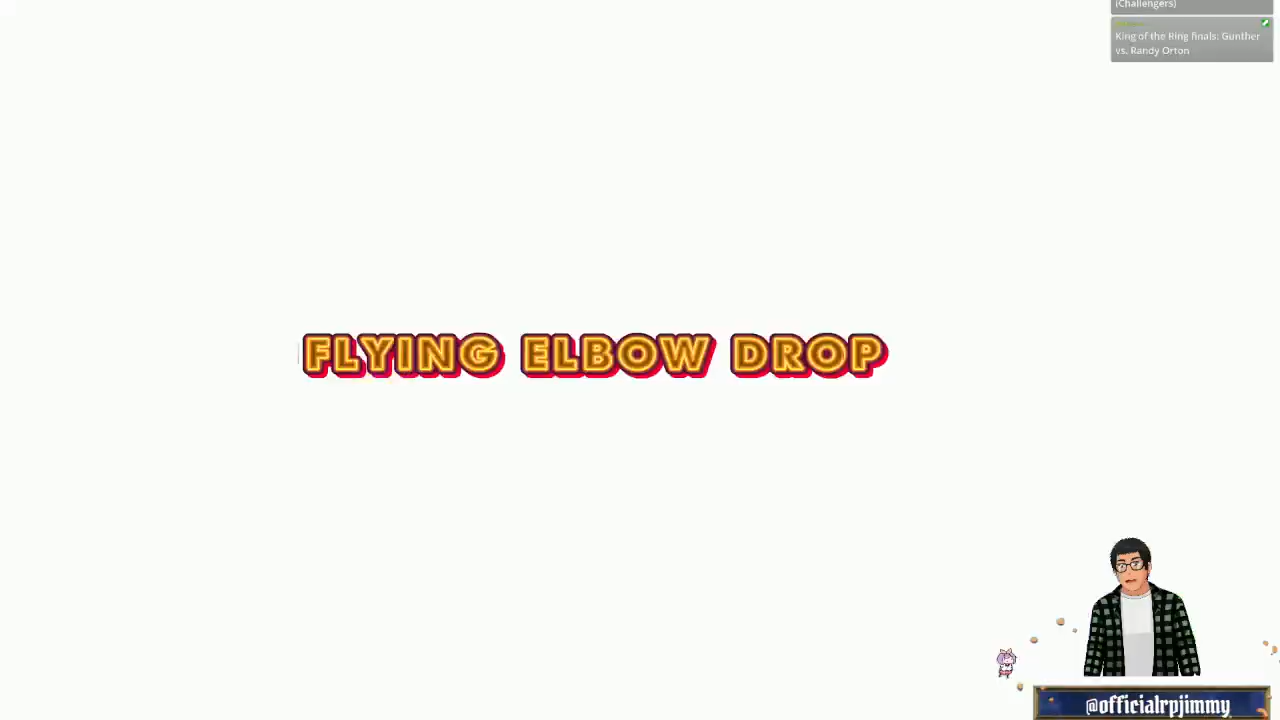 (Challengers)
King of the Ring finals: Gunther
vs. Randy Orton
FLYING ELBOW DROP
@officialrpjimmy